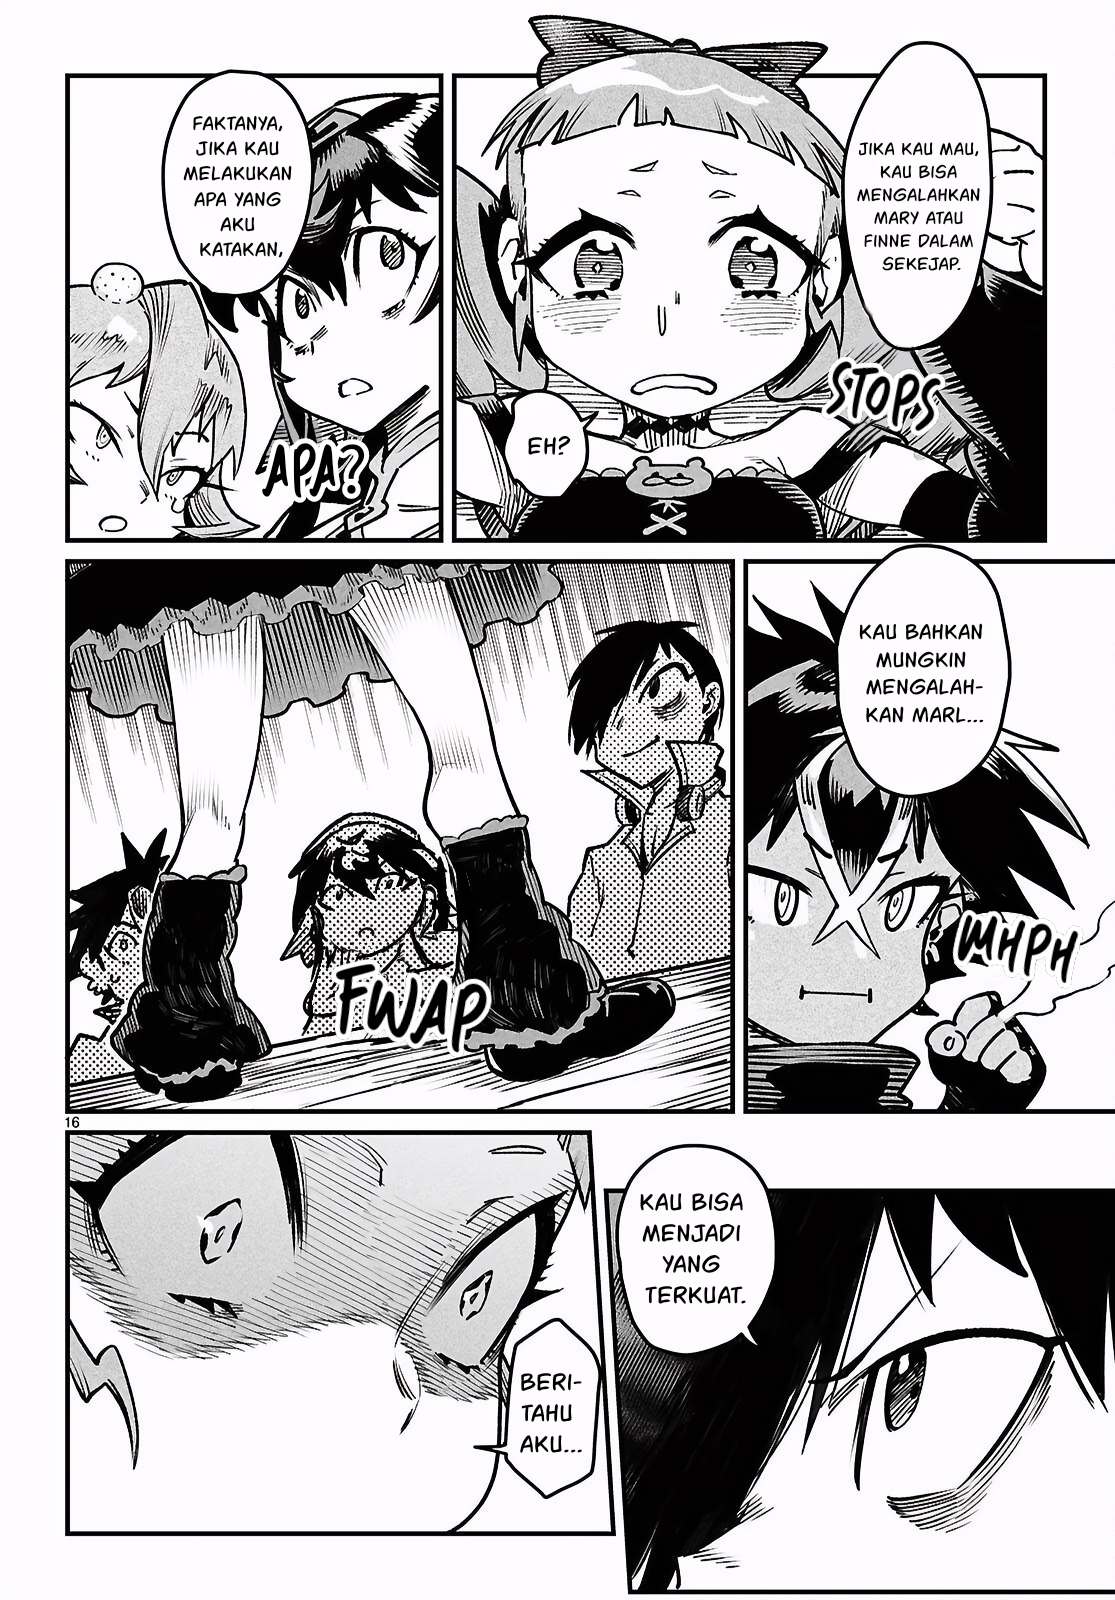 JIKA KAU MAU,
KAU BISA
MENGALAHKAN
MARY ATAU
FINNE DALAM
SEKEJAP.
STOPS
EH?
FAKTANYA,
JIKA KAU
MELAKUKAN
APA YANG
AKU
KATAKAN,
APA?
KAU BAHKAN
MUNGKIN
MENGALAH-
KAN MARL...
WHPH
FWAP
16
KAU BISA
MENJADI
YANG
TERKUAT.
BERI-
TAHU
AKU...